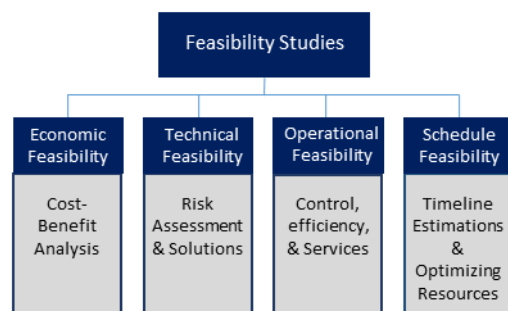 Feasibility Studies
Economic
Feasibility
Technical
Feasibility
Operational
Feasibility
Schedule
Feasibility
Cost-
Benefit
Analysis
Risk
Assessment
& Solutions
Control,
efficiency,
& Services
Timeline
Estimations
&
Optimizing
Resources